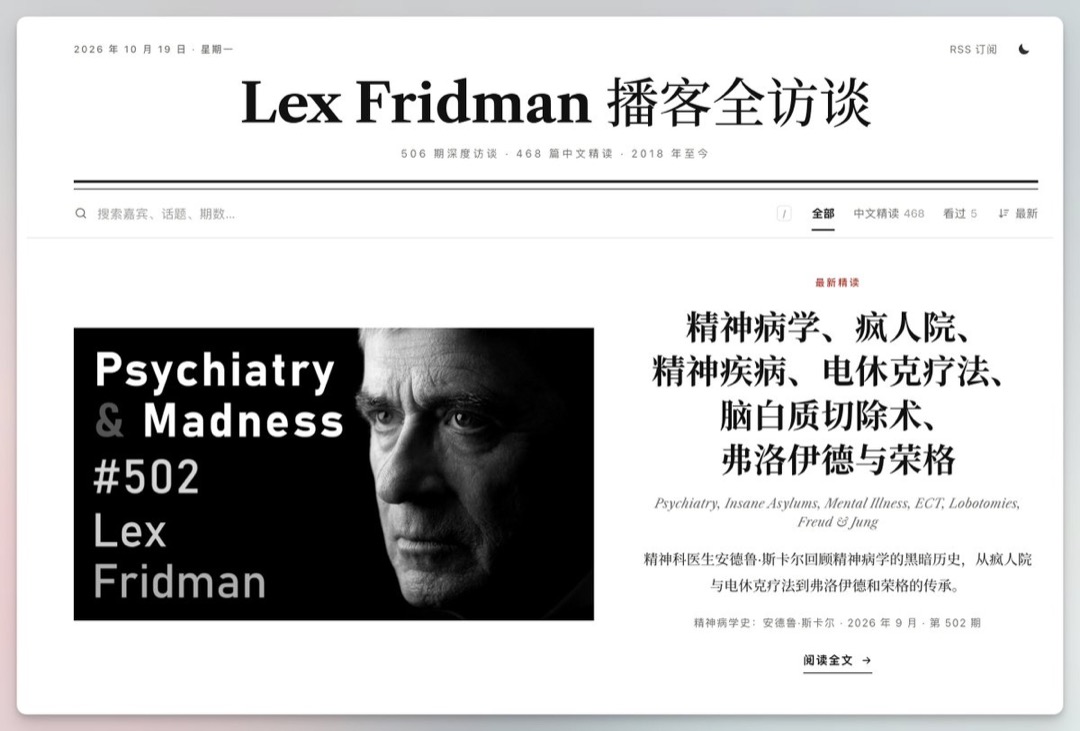 2026 年 10 月 19 日 · 星期一
RSS 订阅
Lex Fridman 播客全访谈
506 期深度访谈 · 468 篇中文精读 · 2018 年至今
搜索嘉宾、话题、期数...
/
全部
中文精读 468
看过 5
最新
最新精读
Psychiatry
& Madness
#502
Lex
Fridman
精神病学、疯人院、
精神疾病、电休克疗法、
脑白质切除术、
弗洛伊德与荣格
Psychiatry, Insane Asylums, Mental Illness, ECT, Lobotomies,
Freud & Jung
精神科医生安德鲁·斯卡尔回顾精神病学的黑暗历史，从疯人院
与电休克疗法到弗洛伊德和荣格的传承。
精神病学史：安德鲁·斯卡尔 · 2026 年 9 月 · 第 502 期
阅读全文 →